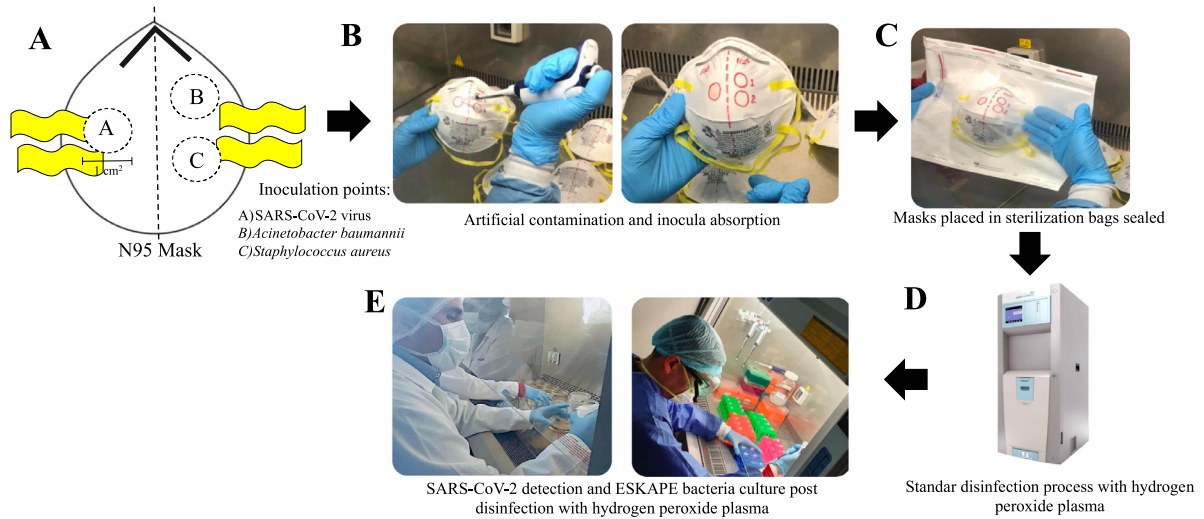 A
B
C
B
A
C
1 cm²
Inoculation points:
A)SARS-CoV-2 virus
B)Acinetobacter baumannii
C)Staphylococcus aureus
N95 Mask
1
2
Artificial contamination and inocula absorption
Masks placed in sterilization bags sealed
E
D
SARS-CoV-2 detection and ESKAPE bacteria culture post
disinfection with hydrogen peroxide plasma
Standar disinfection process with hydrogen
peroxide plasma